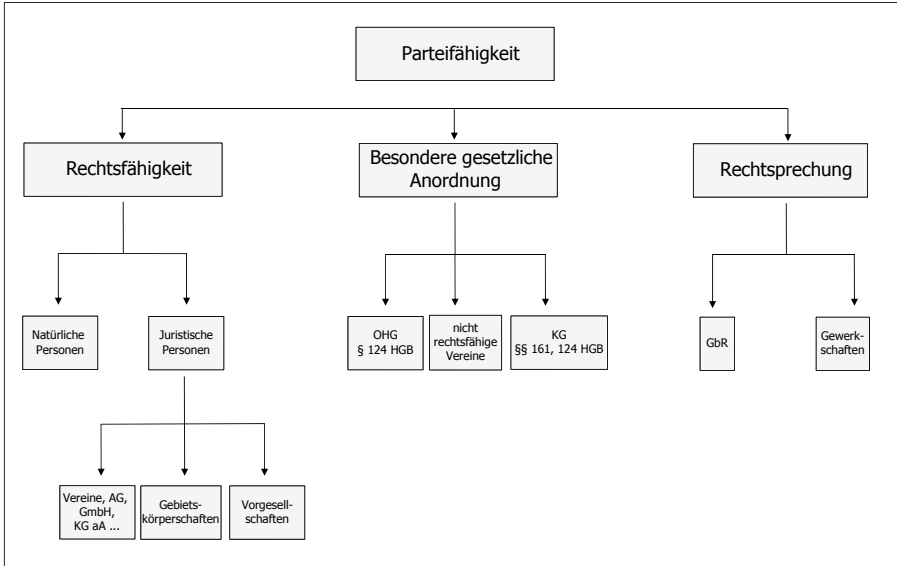 Parteifähigkeit
Rechtsfähigkeit
Besondere gesetzliche
Anordnung
Rechtsprechung
Natürliche
Personen
Juristische
Personen
OHG
§ 124 HGB
nicht
rechtsfähige
Vereine
KG
§§ 161, 124 HGB
GbR
Gewerk-
schaften
Vereine, AG,
GmbH,
KG aA ...
Gebiets-
körperschaften
Vorgesell-
schaften